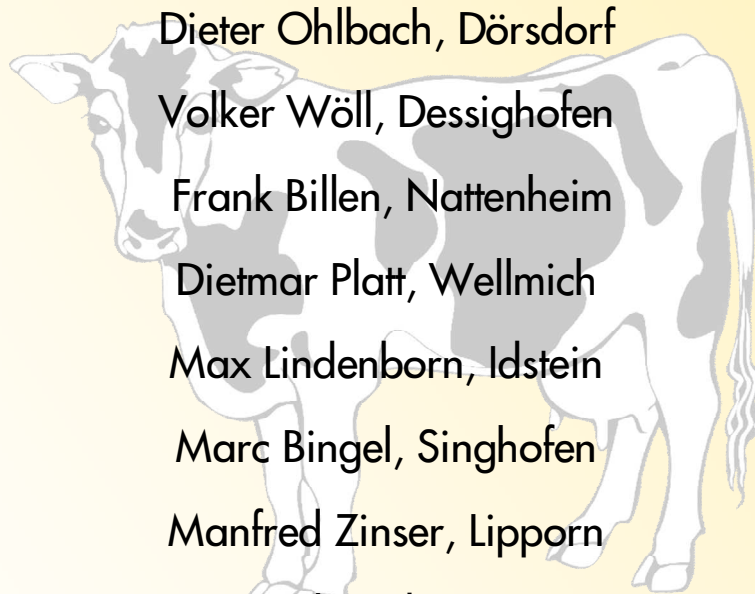 Dieter Ohlbach, Dörsdorf
Volker Wöll, Dessighofen
Frank Billen, Nattenheim
Dietmar Platt, Wellmich
Max Lindenborn, Idstein
Marc Bingel, Singhofen
Manfred Zinser, Lipporn